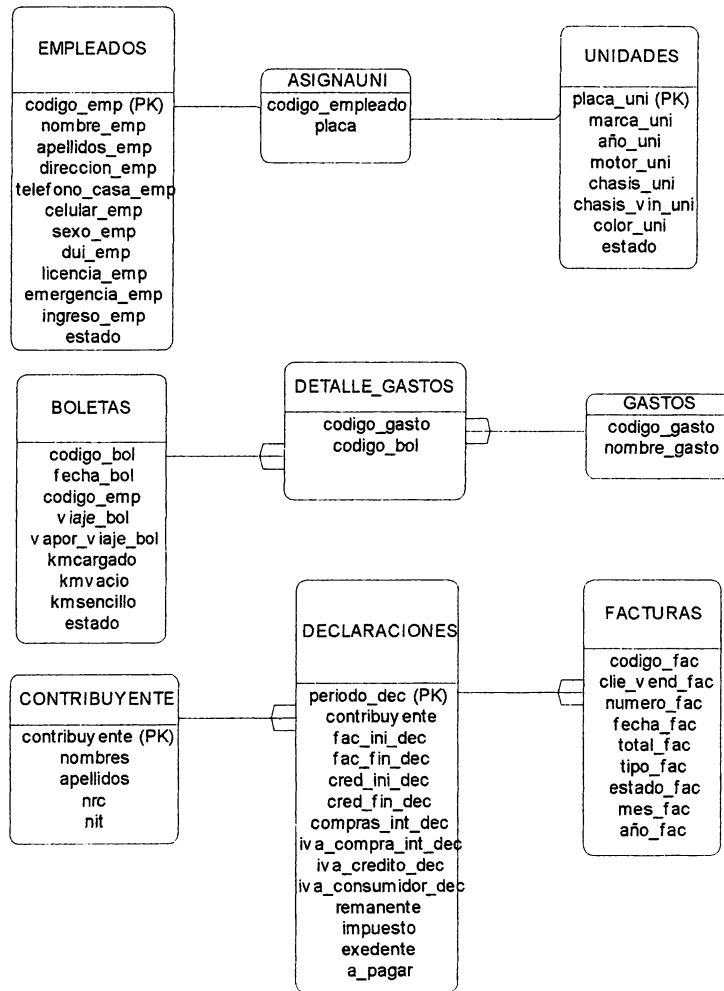 EMPLEADOS
codigo_emp (PK)
nombre_emp
apellidos_emp
direccion_emp
telefono_casa_emp
celular_emp
sexo_emp
dui_emp
licencia_emp
emergencia_emp
ingreso_emp
estado
ASIGNAUNI
codigo_empleado
placa
UNIDADES
placa_uni (PK)
marca_uni
año_uni
motor_uni
chasis_uni
chasis_vin_uni
color_uni
estado
BOLETAS
codigo_bol
fecha_bol
codigo_emp
viaje_bol
vapor_viaje_bol
kmcargado
kmvacio
kmsencillo
estado
DETALLE_GASTOS
codigo_gasto
codigo_bol
GASTOS
codigo_gasto
nombre_gasto
CONTRIBUYENTE
contribuyente (PK)
nombres
apellidos
nrc
nit
DECLARACIONES
periodo_dec (PK)
contribuyente
fac_ini_dec
fac_fin_dec
cred_ini_dec
cred_fin_dec
compras_int_dec
iva_compra_int_dec
iva_credito_dec
iva_consumidor_dec
remanente
impuesto
exedente
a_pagar
FACTURAS
codigo_fac
clie_vend_fac
numero_fac
fecha_fac
total_fac
tipo_fac
estado_fac
mes_fac
año_fac